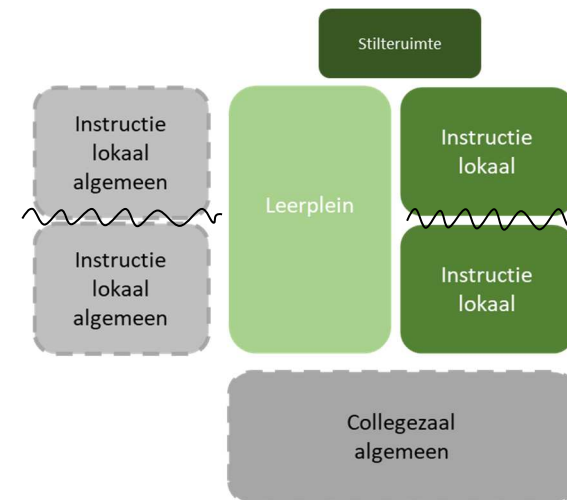 Stilteruimte
Instructie
lokaal
algemeen
Leerplein
Instructie
lokaal
Instructie
lokaal
algemeen
Instructie
lokaal
Collegezaal
algemeen